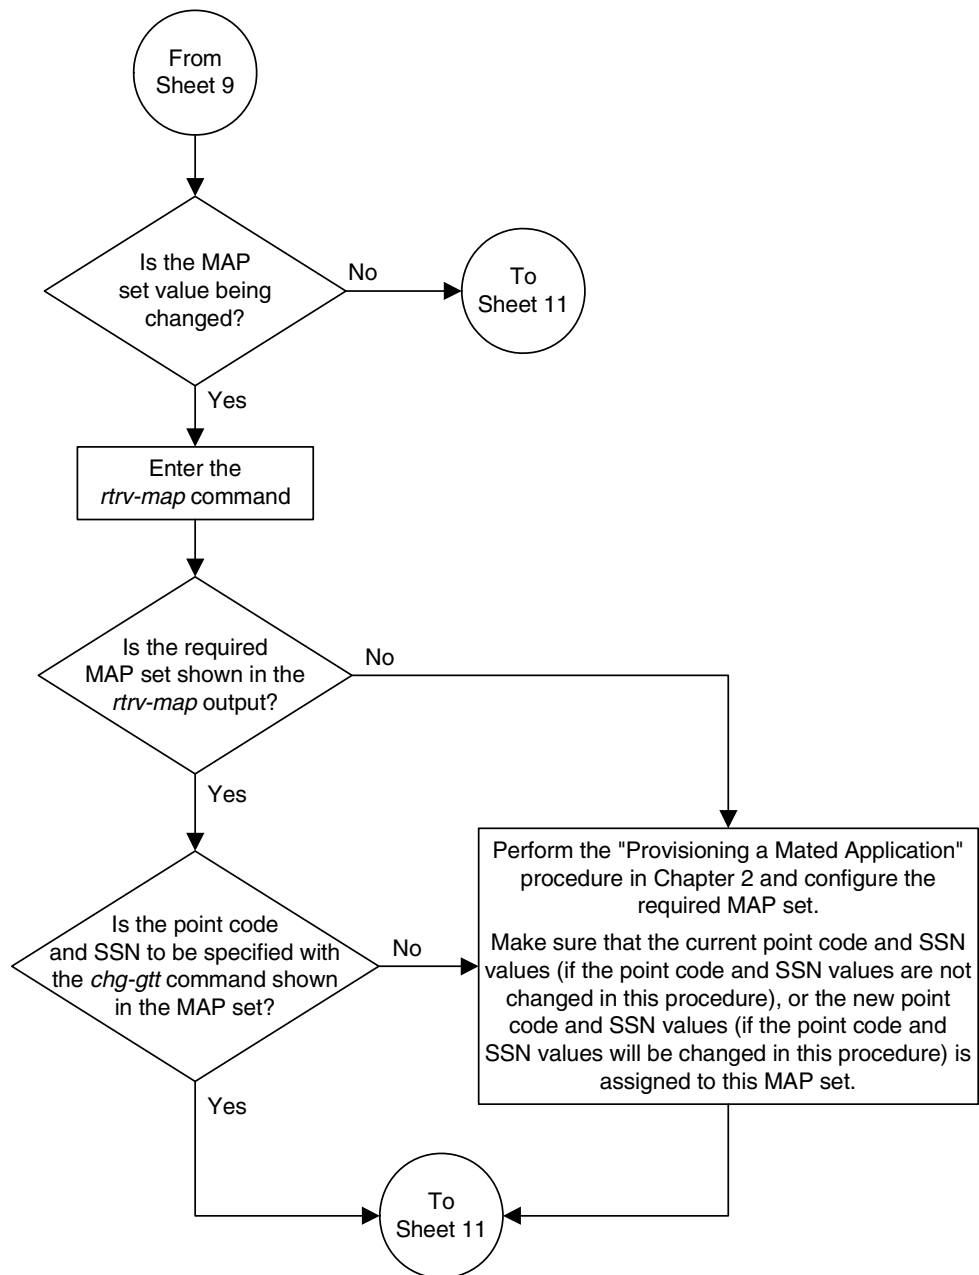 From
Sheet 9
Is the MAP
set value being
changed?
No
To
Sheet 11
Yes
Enter the
rtrv-map command
Is the required
MAP set shown in the
rtrv-map output?
No
Yes
Is the point code
and SSN to be specified with
the chg-gtt command shown
in the MAP set?
No
Perform the "Provisioning a Mated Application"
procedure in Chapter 2 and configure the
required MAP set.
Make sure that the current point code and SSN
values (if the point code and SSN values are not
changed in this procedure), or the new point
code and SSN values (if the point code and
SSN values will be changed in this procedure) is
assigned to this MAP set.
Yes
To
Sheet 11